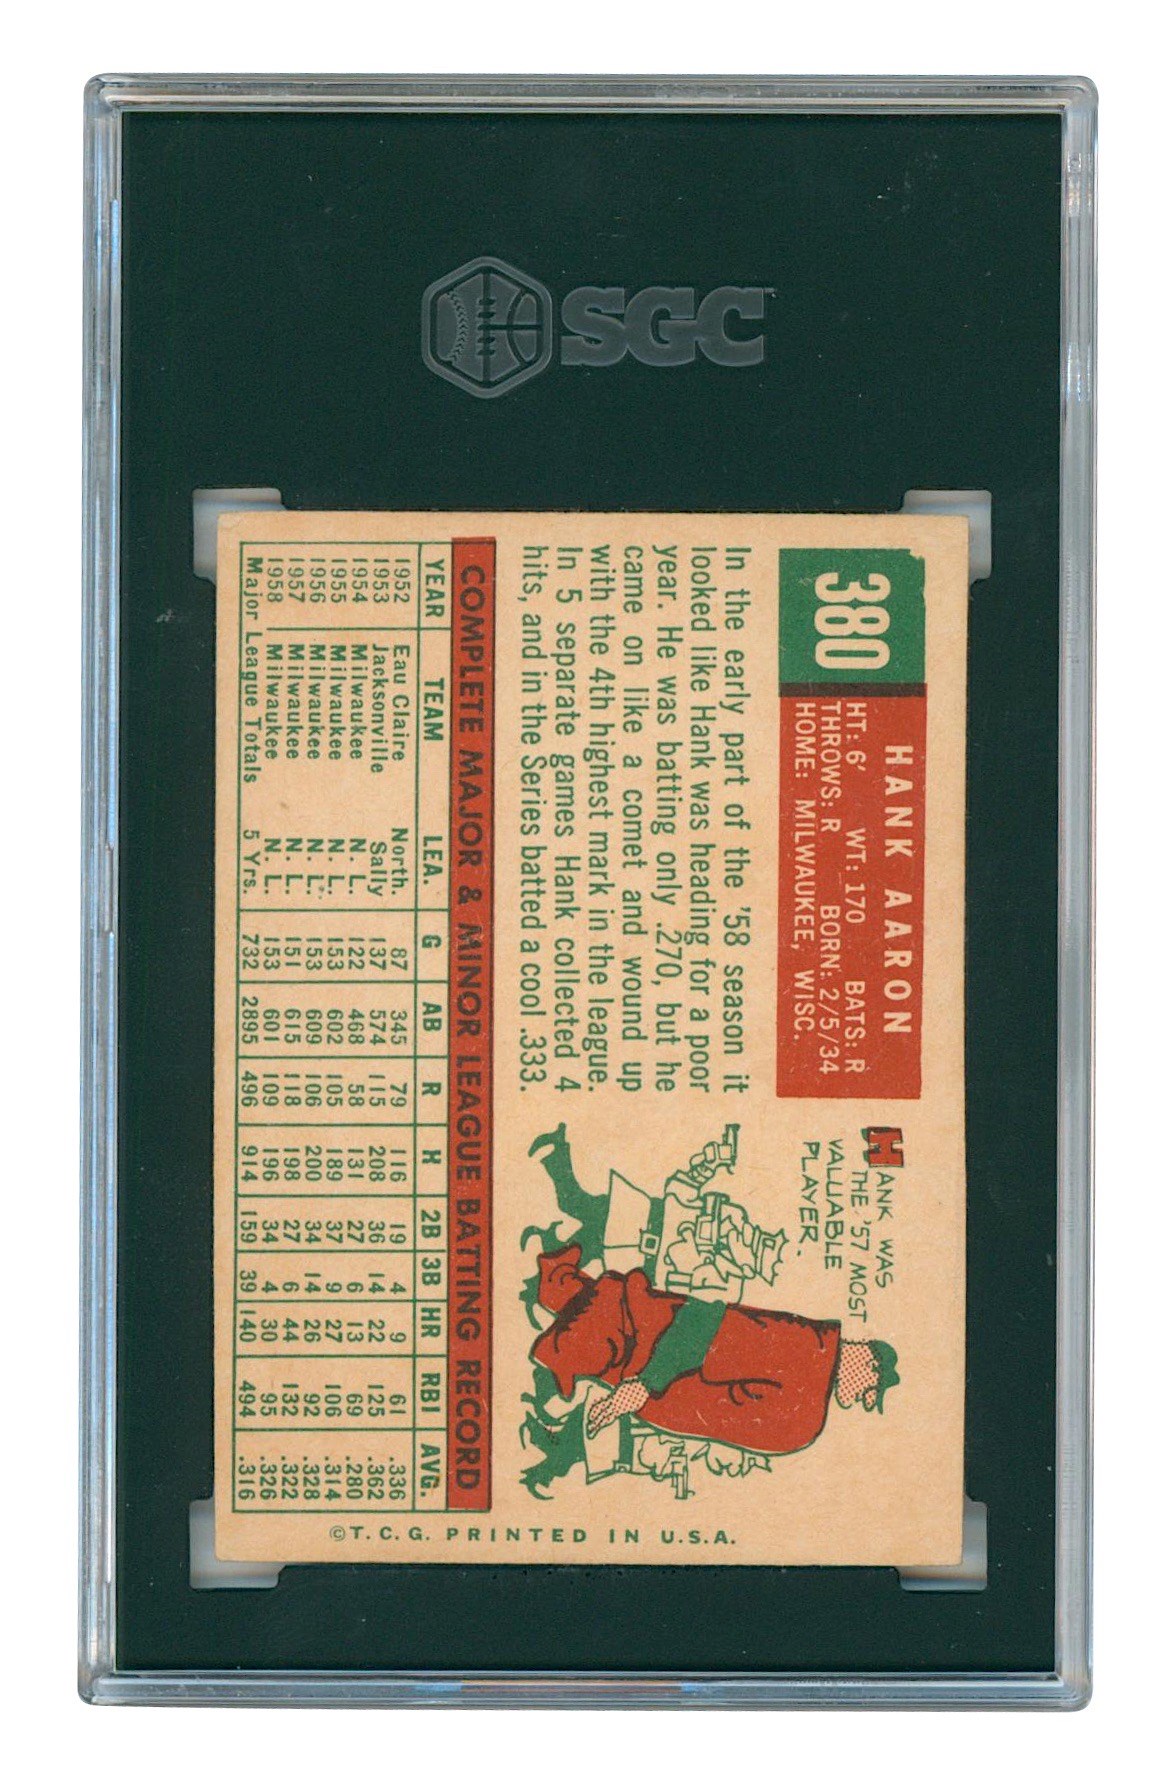 SGC
380
HANK AARON
HT: 6' WT: 170 BATS: R
THROWS: R BORN: 2/5/34
HOME: MILWAUKEE, WISC.
In the early part of the '58 season it
looked like Hank was heading for a poor
year. He was batting only .270, but he
came on like a comet and wound up
with the 4th highest mark in the league.
In 5 separate games Hank collected 4
hits, and in the Series batted a cool .333.
HANK WAS
THE '57 MOST
VALUABLE
PLAYER.
COMPLETE MAJOR & MINOR LEAGUE BATTING RECORD
YEAR TEAM LEA. G AB R H 2B 3B HR RBI AVG.
1952 Eau Claire North. 87 345 79 116 19 4 9 61 .336
1953 Jacksonville Sally 137 574 115 208 36 14 22 125 .362
1954 Milwaukee N. L. 122 468 58 131 27 6 13 69 .280
1955 Milwaukee N. L. 153 602 105 189 37 9 27 106 .314
1956 Milwaukee N. L. 153 609 106 200 34 14 26 92 .328
1957 Milwaukee N. L. 151 615 118 198 27 6 44 132 .322
1958 Milwaukee N. L. 153 601 109 196 34 4 30 95 .326
Major League Totals 5 Yrs. 732 2895 496 914 159 39 140 494 .316
©T.C.G. PRINTED IN U.S.A.